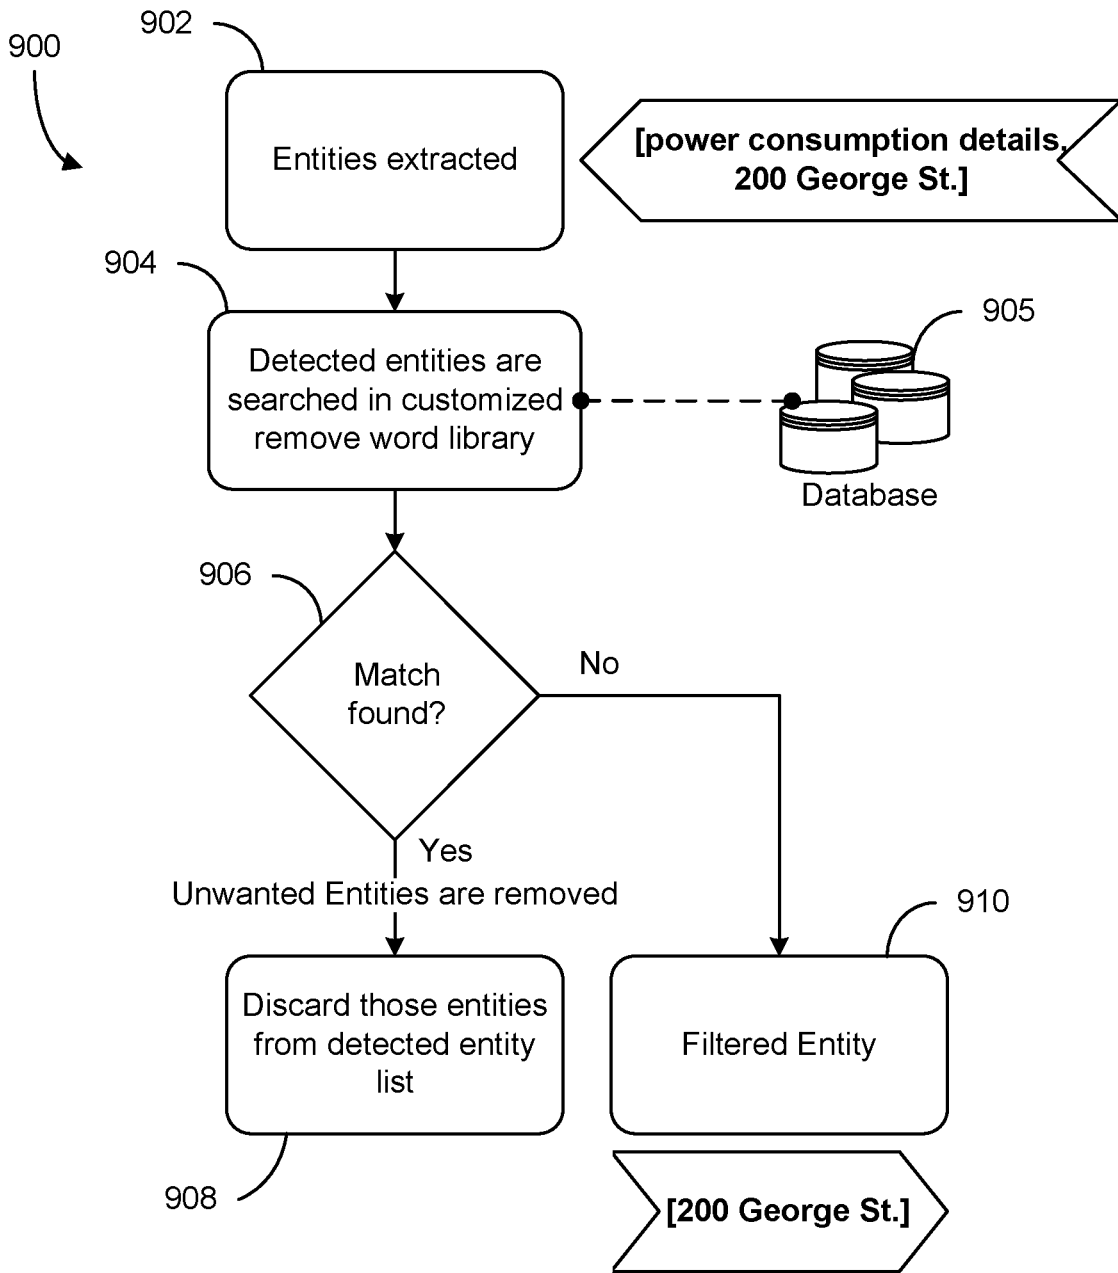 902
900
Entities extracted
[power consumption details,
200 George St.]
904
905
Detected entities are
searched in customized
remove word library
Database
906
Match
found?
No
Yes
Unwanted Entities are removed
910
Discard those entities
from detected entity
list
Filtered Entity
908
[200 George St.]